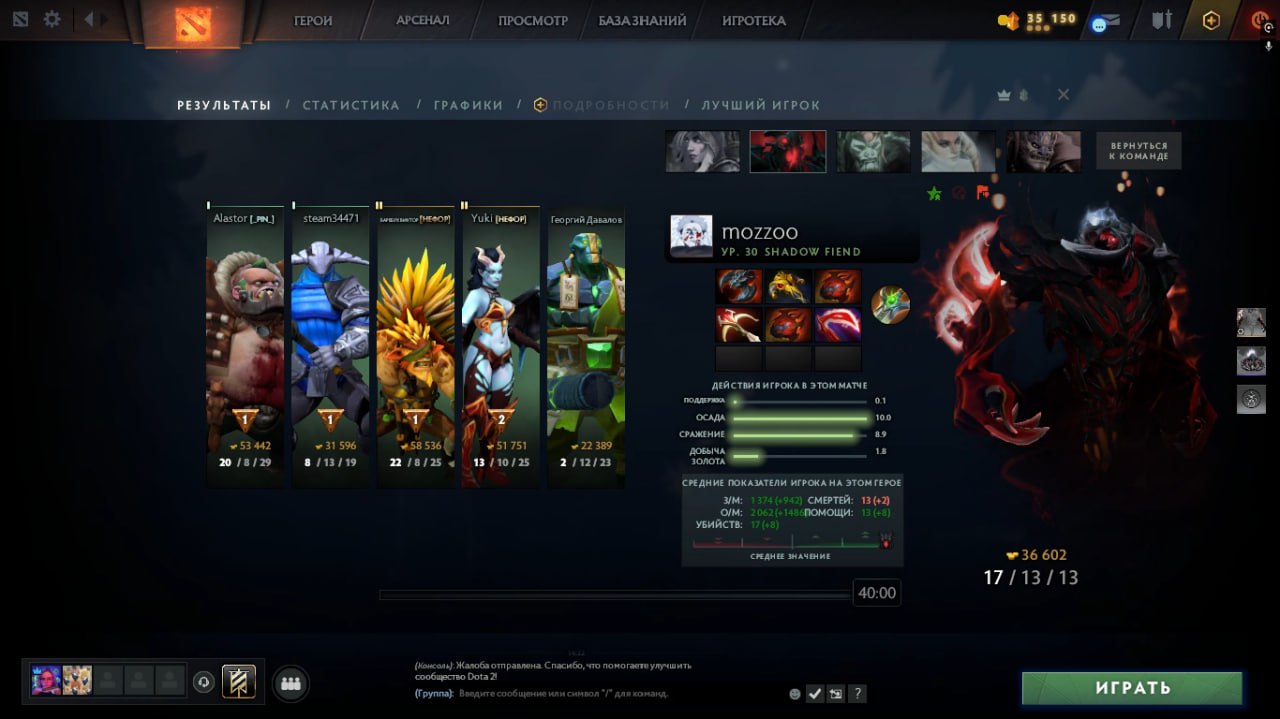 ГЕРОИ
АРСЕНАЛ
ПРОСМОТР
БАЗА ЗНАНИЙ
ИГРОТЕКА
35 150
РЕЗУЛЬТАТЫ / СТАТИСТИКА / ГРАФИКИ / ПОДРОБНОСТИ / ЛУЧШИЙ ИГРОК
ВЕРНУТЬСЯ
К КОМАНДЕ
Alastor [_PIN_]
steam34471
[НЕФОР]
Yuki [НЕФОР]
Георгий Давалов
mozzoo
УР. 30 SHADOW FIEND
1
1
1
2
53 442
31 596
58 536
51 751
22 389
20 / 8 / 29
8 / 13 / 19
22 / 8 / 25
13 / 10 / 25
2 / 12 / 23
ДЕЙСТВИЯ ИГРОКА В ЭТОМ МАТЧЕ
ПОДДЕРЖКА 0.1
ОСАДА 10.0
СРАЖЕНИЕ 8.9
ДОБЫЧА
ЗОЛОТА 1.8
СРЕДНИЕ ПОКАЗАТЕЛИ ИГРОКА НА ЭТОМ ГЕРОЕ
З/М: 1 374 (+942) СМЕРТЕЙ: 13 (+2)
О/М: 2 062 (+1486 ПОМОЩИ: 13 (+8)
УБИЙСТВ: 17 (+8)
СРЕДНЕЕ ЗНАЧЕНИЕ
36 602
17 / 13 / 13
40:00
(Консоль): Жалоба отправлена. Спасибо, что помогаете улучшить
сообщество Dota 2!
(Группа): Введите сообщение или символ "/" для команд.
?
ИГРАТЬ